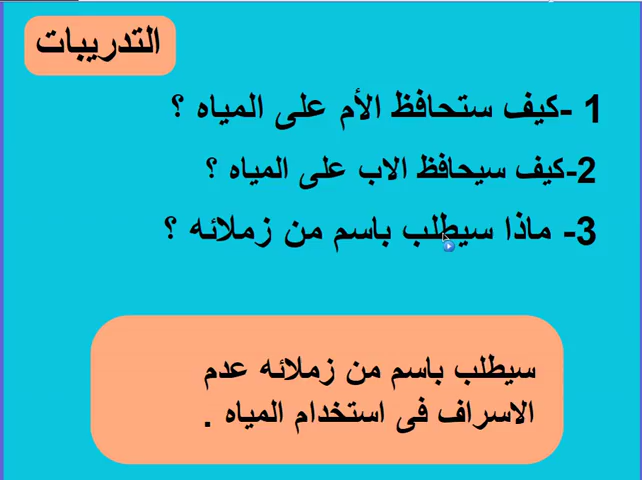 التدريبات
1 -كيف ستحافظ الأم على المياه ؟
2-كيف سيحافظ الاب على المياه ؟
3- ماذا سيطلب باسم من زملائه ؟
سيطلب باسم من زملائه عدم
الاسراف فى استخدام المياه .